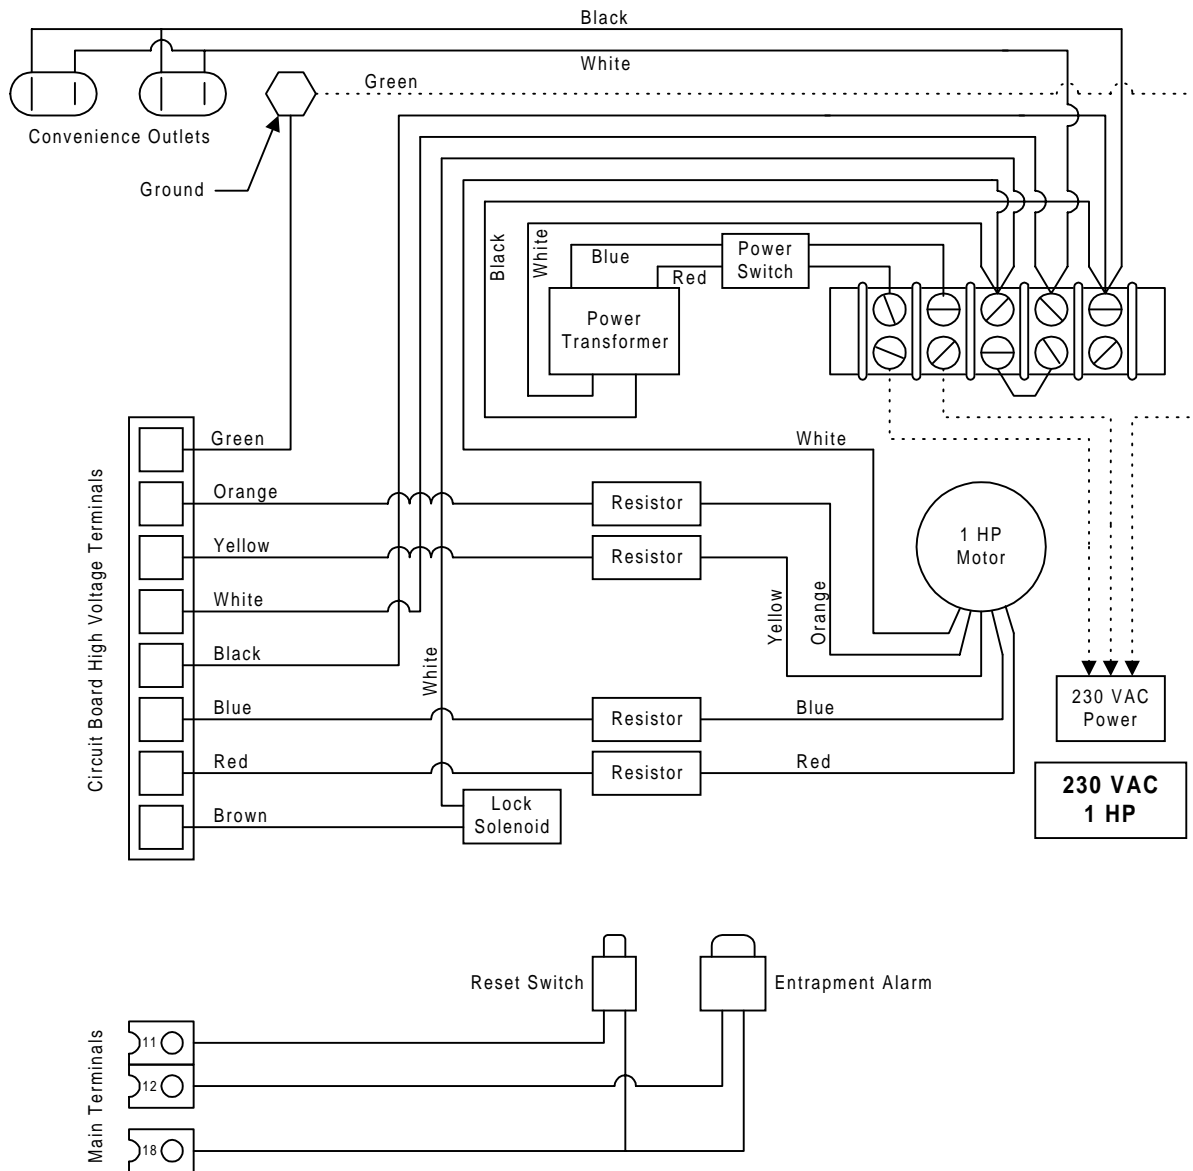 Black
White
Green
Convenience Outlets
Ground
Black
White
Blue
Red
Power
Switch
Power
Transformer
Circuit Board High Voltage Terminals
Green
White
Orange
Resistor
Yellow
Resistor
1 HP
Motor
Yellow
Orange
White
Black
White
Blue
Resistor
Blue
230 VAC
Power
Red
Resistor
Red
230 VAC
1 HP
Brown
Lock
Solenoid
Reset Switch
Entrapment Alarm
Main Terminals
11
12
18